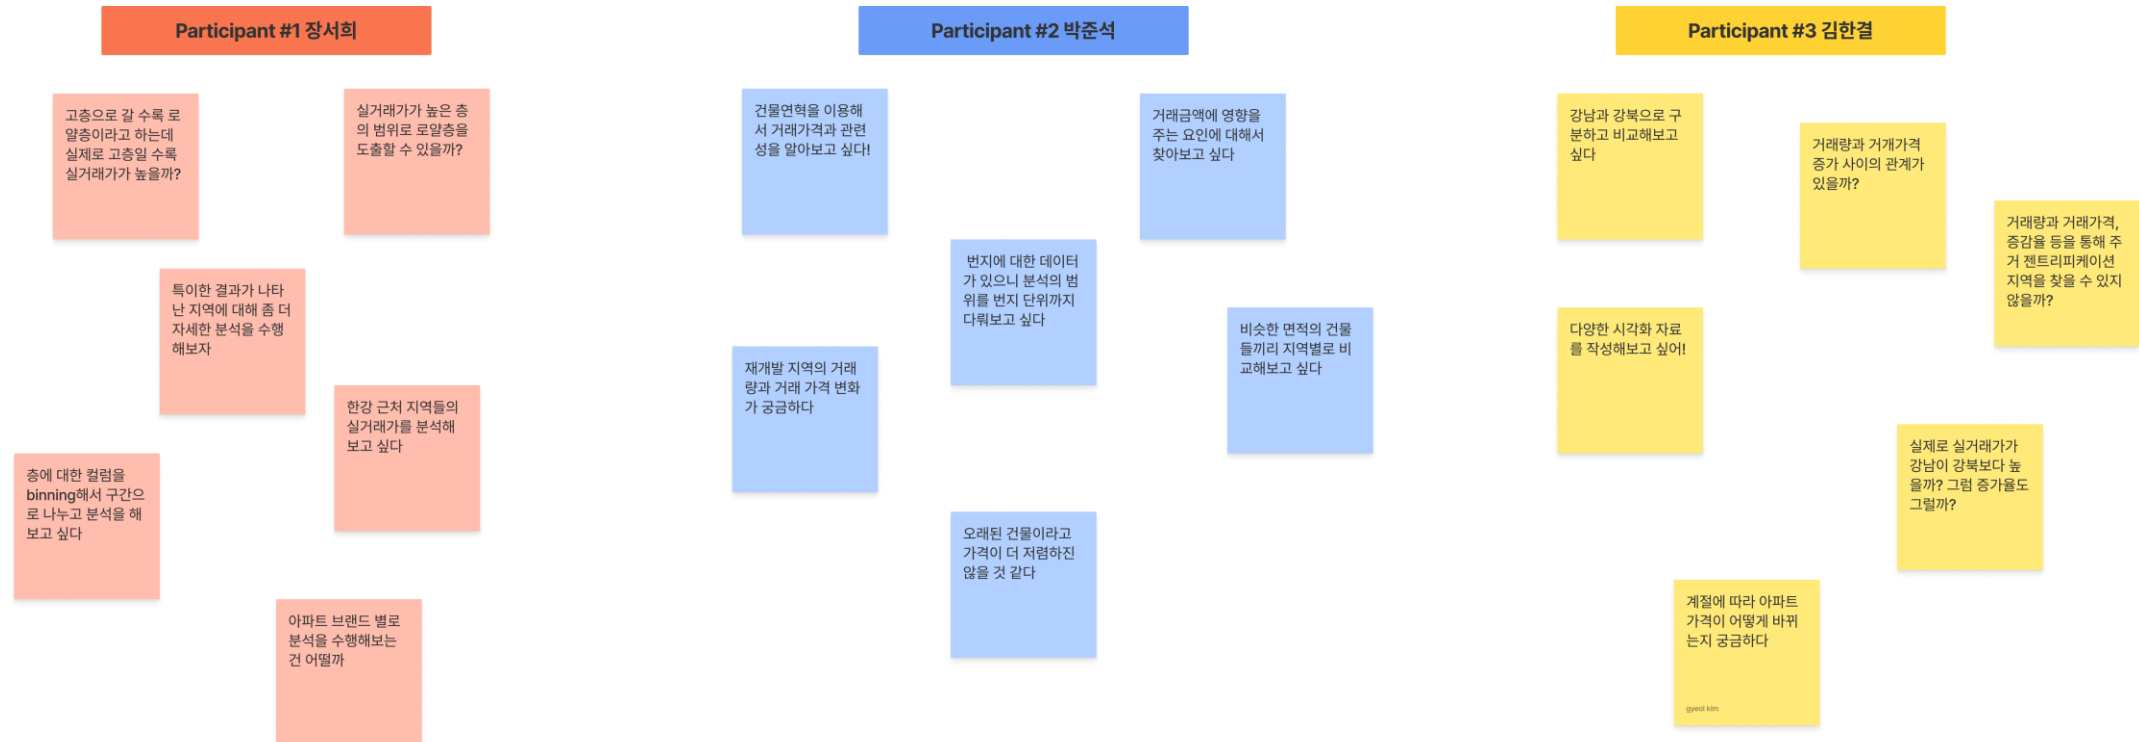 Participant #1 장서희
고층으로 갈 수록 로
얄층이라고 하는데
실제로 고층일 수록
실거래가가 높을까?
실거래가가 높은 층
의 범위로 로얄층을
도출할 수 있을까?
특이한 결과가 나타
난 지역에 대해 좀 더
자세한 분석을 수행
해보자
한강 근처 지역들의
실거래가를 분석해
보고 싶다
층에 대한 컬럼을
binning해서 구간으
로 나누고 분석을 해
보고 싶다
아파트 브랜드 별로
분석을 수행해보는
건 어떨까
Participant #2 박준석
건물연혁을 이용해
서 거래가격과 관련
성을 알아보고 싶다!
거래금액에 영향을
주는 요인에 대해서
찾아보고 싶다
번지에 대한 데이터
가 있으니 분석의 범
위를 번지 단위까지
다뤄보고 싶다
비슷한 면적의 건물
들끼리 지역별로 비
교해보고 싶다
재개발 지역의 거래
량과 거래 가격 변화
가 궁금하다
오래된 건물이라고
가격이 더 저렴하진
않을 것 같다
Participant #3 김한결
강남과 강북으로 구
분하고 비교해보고
싶다
거래량과 거개가격
증가 사이의 관계가
있을까?
거래량과 거래가격,
증감율 등을 통해 주
거 젠트리피케이션
지역을 찾을 수 있지
않을까?
다양한 시각화 자료
를 작성해보고 싶어!
실제로 실거래가가
강남이 강북보다 높
을까? 그럼 증가율도
그럴까?
계절에 따라 아파트
가격이 어떻게 바뀌
는지 궁금하다
gyeol kim